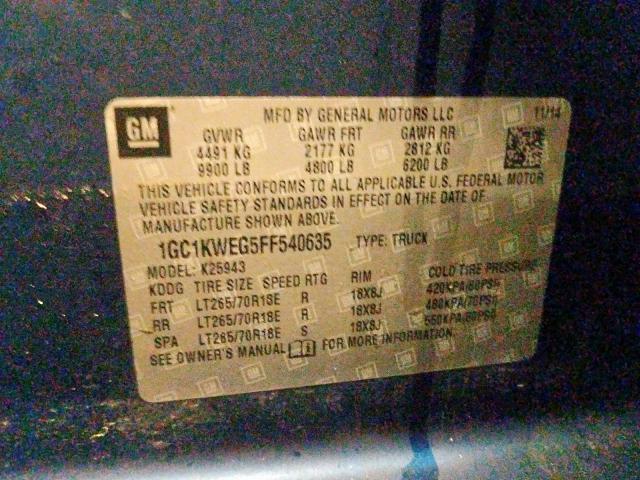 GM
MFD BY GENERAL MOTORS LLC 11/14
GVWR GAWR FRT GAWR RR
4491 KG 2177 KG 2812 KG
9900 LB 4800 LB 6200 LB
THIS VEHICLE CONFORMS TO ALL APPLICABLE U.S. FEDERAL MOTOR
VEHICLE SAFETY STANDARDS IN EFFECT ON THE DATE OF
MANUFACTURE SHOWN ABOVE.
1GC1KWEG5FF540635 TYPE: TRUCK
MODEL: K25943
KDDG TIRE SIZE SPEED RTG RIM COLD TIRE PRESSURE
FRT LT265/70R18E R 18X8J 420KPA/60PSI
RR LT265/70R18E R 18X8J 480KPA/70PSI
SPA LT265/70R18E S 18X8J 550KPA/80PSI
SEE OWNER'S MANUAL FOR MORE INFORMATION.